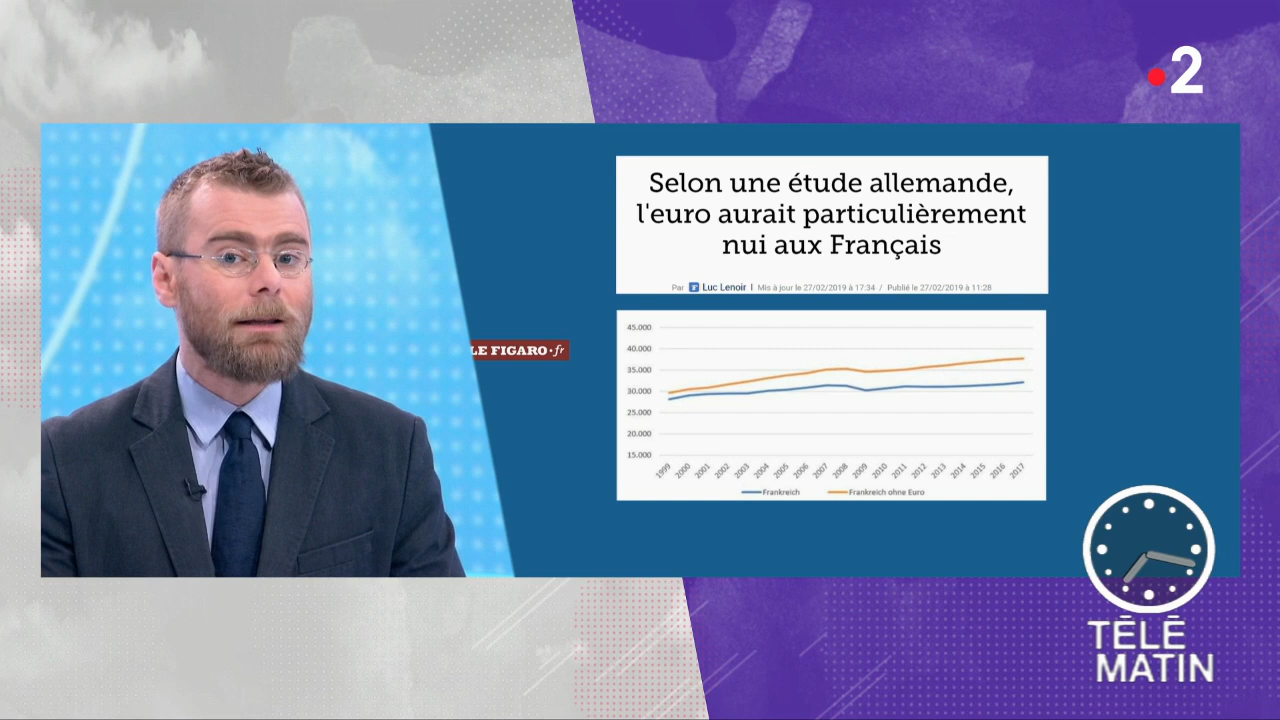 2
Selon une étude allemande,
l'euro aurait particulièrement
nui aux Français
Par F Luc Lenoir | Mis à jour le 27/02/2019 à 17:34 / Publié le 27/02/2019 à 11:28
LE FIGARO·fr
45.000
40.000
35.000
30.000
25.000
20.000
15.000
1999 2000 2001 2002 2003 2004 2005 2006 2007 2008 2009 2010 2011 2012 2013 2014 2015 2016 2017
Frankreich Frankreich ohne Euro
TÉLÉ
MATIN